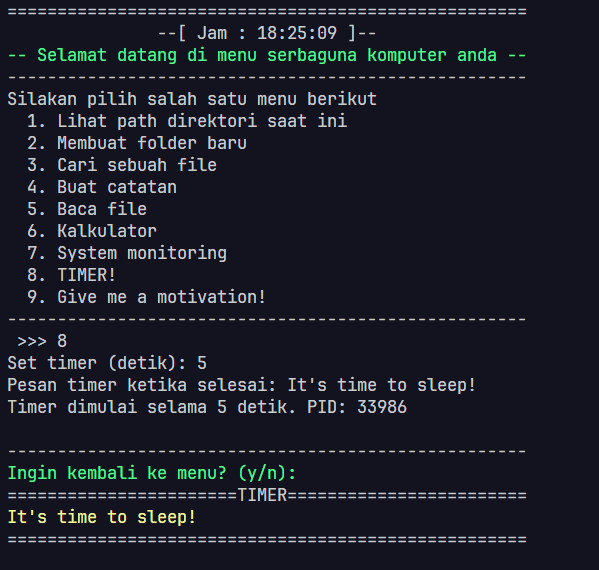 ====================================================
--[ Jam : 18:25:09 ]--
-- Selamat datang di menu serbaguna komputer anda --
----------------------------------------------------
Silakan pilih salah satu menu berikut
1. Lihat path direktori saat ini
2. Membuat folder baru
3. Cari sebuah file
4. Buat catatan
5. Baca file
6. Kalkulator
7. System monitoring
8. TIMER!
9. Give me a motivation!
----------------------------------------------------
>>> 8
Set timer (detik): 5
Pesan timer ketika selesai: It's time to sleep!
Timer dimulai selama 5 detik. PID: 33986
----------------------------------------------------
Ingin kembali ke menu? (y/n):
=======================TIMER========================
It's time to sleep!
====================================================